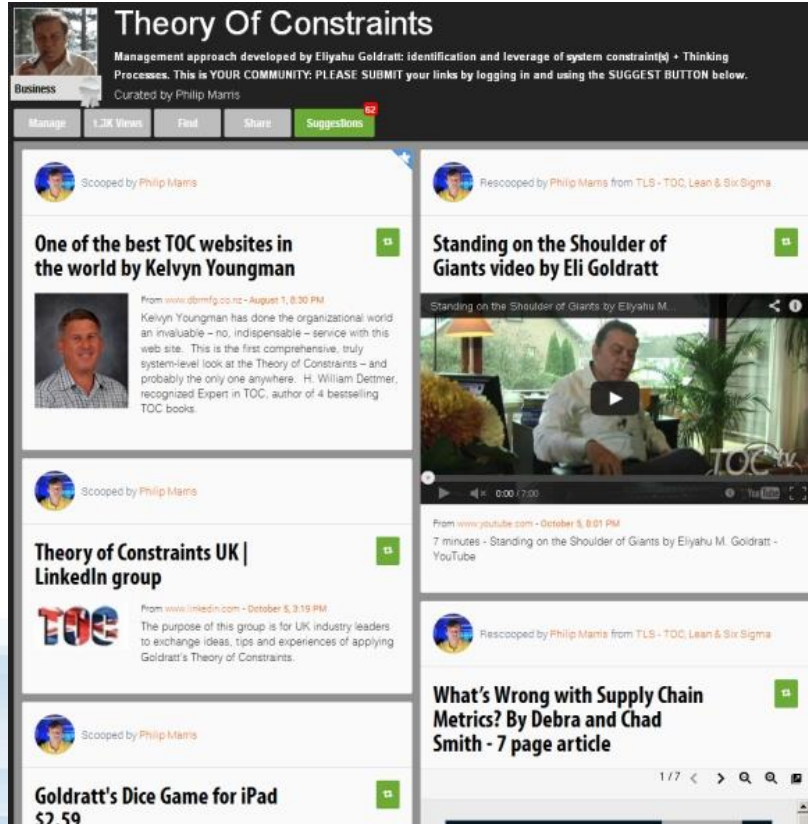 Theory Of Constraints
Management approach developed by Eliyahu Goldratt: identification and leverage of system constraint(s) + Thinking
Processes. This is YOUR COMMUNITY: PLEASE SUBMIT your links by logging in and using the SUGGEST BUTTON below.
Business
Curated by Philip Marris
Manage
1.3K Views
Find
Share
Suggestions
62
Scooped by Philip Marris
One of the best TOC websites in
the world by Kelvyn Youngman
From www.dbrmfg.co.nz - August 1, 8:30 PM
Kelvyn Youngman has done the organizational world
an invaluable – no, indispensable – service with this
web site. This is the first comprehensive, truly
system-level look at the Theory of Constraints – and
probably the only one anywhere. H. William Dettmer,
recognized Expert in TOC, author of 4 bestselling
TOC books.
Scooped by Philip Marris
Theory of Constraints UK |
LinkedIn group
TOC
From www.linkedin.com - October 5, 3:19 PM
The purpose of this group is for UK industry leaders
to exchange ideas, tips and experiences of applying
Goldratt's Theory of Constraints.
Scooped by Philip Marris
Goldratt's Dice Game for iPad
$2.59
Rescooped by Philip Marris from TLS - TOC, Lean & Six Sigma
Standing on the Shoulder of
Giants video by Eli Goldratt
Standing on the Shoulder of Giants by Eliyahu M...
TOC tv
0:00 / 7:00
YouTube
From www.youtube.com - October 5, 8:01 PM
7 minutes - Standing on the Shoulder of Giants by Eliyahu M. Goldratt -
YouTube
Rescooped by Philip Marris from TLS - TOC, Lean & Six Sigma
What's Wrong with Supply Chain
Metrics? By Debra and Chad
Smith - 7 page article
1/7